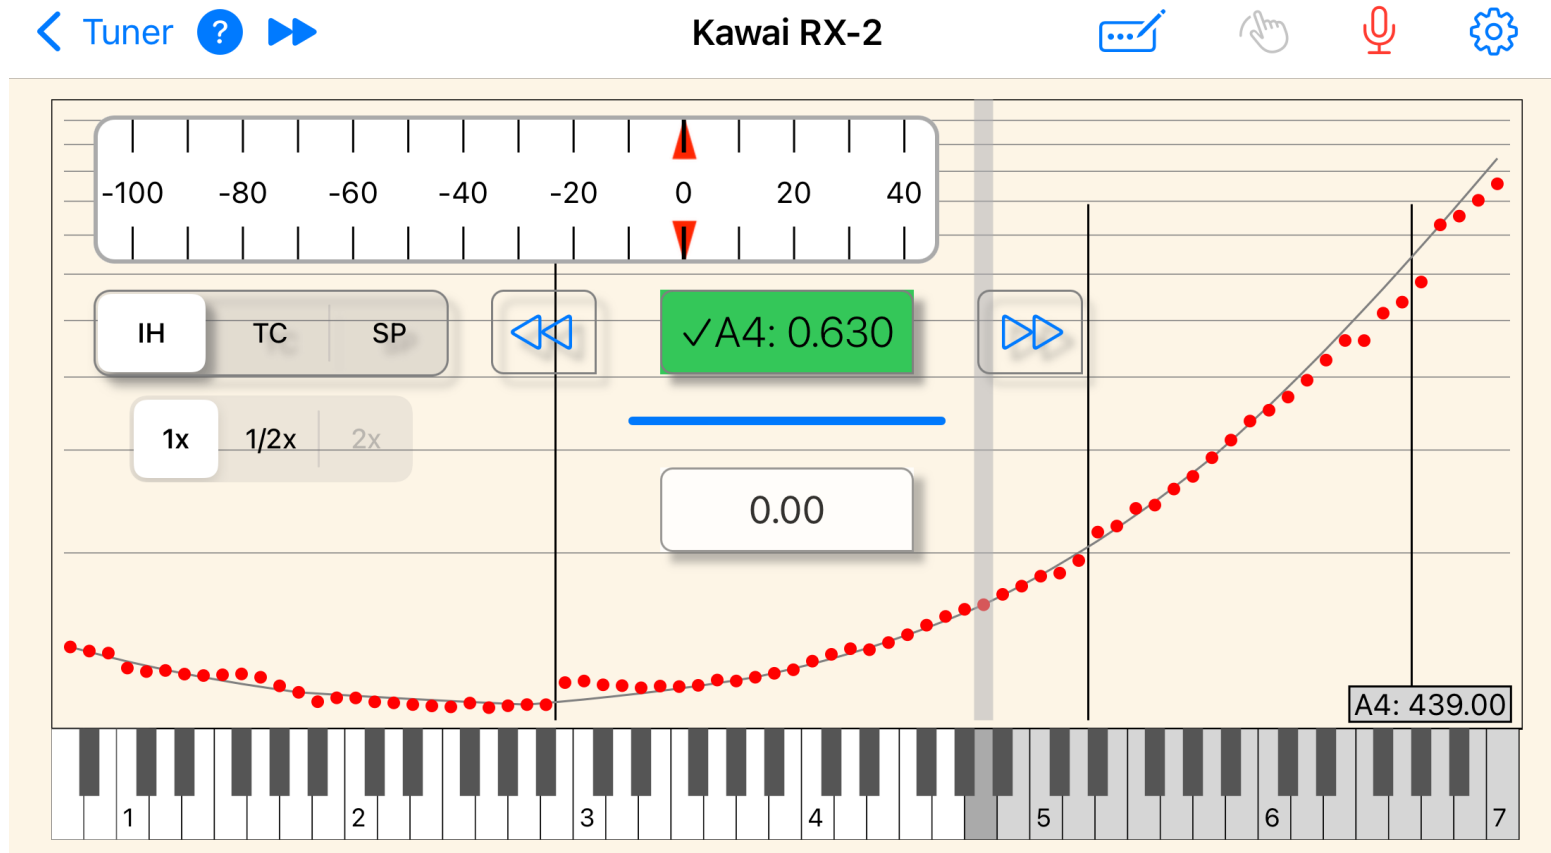 Tuner ? Kawai RX-2
-100 -80 -60 -40 -20 0 20 40
IH TC SP ✓A4: 0.630
1x 1/2x 2x
0.00
A4: 439.00
1 2 3 4 5 6 7